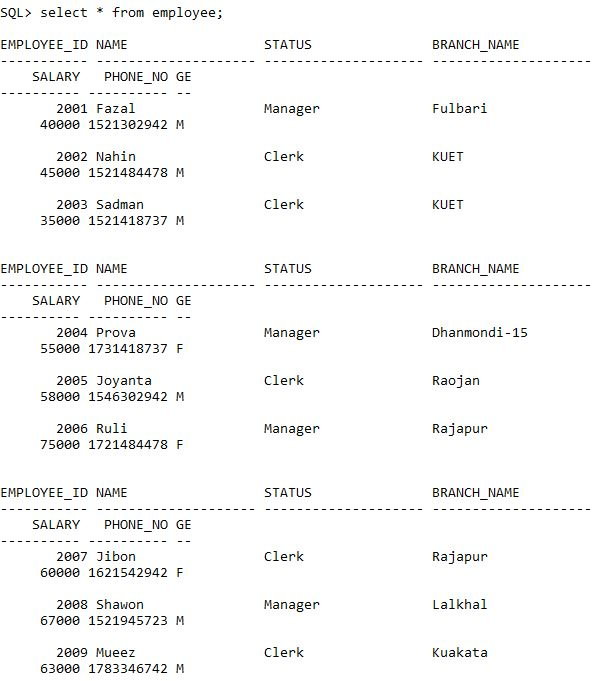 SQL> select * from employee;
EMPLOYEE_ID NAME                 STATUS               BRANCH_NAME
----------- -------------------- -------------------- --------------------
    SALARY   PHONE_NO GE
---------- ---------- --
       2001 Fazal                Manager              Fulbari
     40000 1521302942 M
       2002 Nahin                Clerk                KUET
     45000 1521484478 M
       2003 Sadman               Clerk                KUET
     35000 1521418737 M
EMPLOYEE_ID NAME                 STATUS               BRANCH_NAME
----------- -------------------- -------------------- --------------------
    SALARY   PHONE_NO GE
---------- ---------- --
       2004 Prova                Manager              Dhanmondi-15
     55000 1731418737 F
       2005 Joyanta              Clerk                Raojan
     58000 1546302942 M
       2006 Ruli                 Manager              Rajapur
     75000 1721484478 F
EMPLOYEE_ID NAME                 STATUS               BRANCH_NAME
----------- -------------------- -------------------- --------------------
    SALARY   PHONE_NO GE
---------- ---------- --
       2007 Jibon                Clerk                Rajapur
     60000 1621542942 F
       2008 Shawon               Manager              Lalkhal
     67000 1521945723 M
       2009 Mueez                Clerk                Kuakata
     63000 1783346742 M